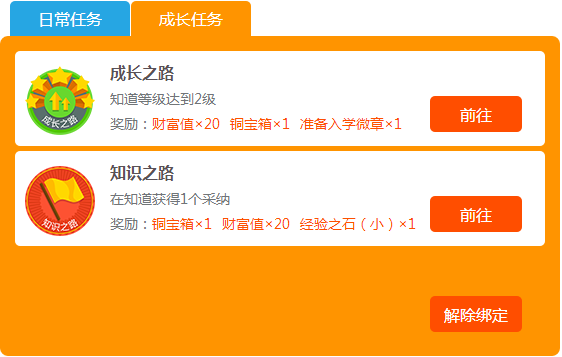 日常任务 成长任务
成长之路
知道等级达到2级
奖励：财富值×20 铜宝箱×1 准备入学徽章×1
前往
成长之路
知识之路
在知道获得1个采纳
奖励：铜宝箱×1 财富值×20 经验之石（小）×1
前往
知识之路
解除绑定